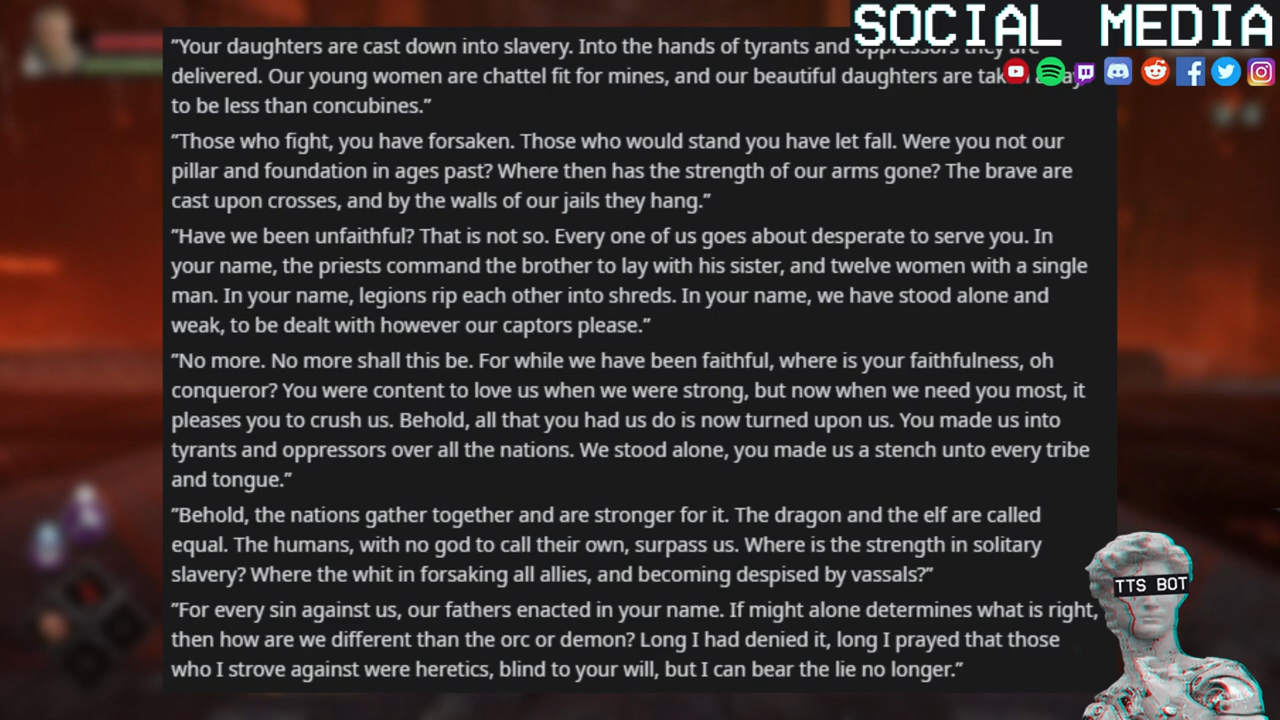 SOCIAL MEDIA
"Your daughters are cast down into slavery. Into the hands of tyrants and oppressors they are
delivered. Our young women are chattel fit for mines, and our beautiful daughters are taken away
to be less than concubines."
"Those who fight, you have forsaken. Those who would stand you have let fall. Were you not our
pillar and foundation in ages past? Where then has the strength of our arms gone? The brave are
cast upon crosses, and by the walls of our jails they hang."
"Have we been unfaithful? That is not so. Every one of us goes about desperate to serve you. In
your name, the priests command the brother to lay with his sister, and twelve women with a single
man. In your name, legions rip each other into shreds. In your name, we have stood alone and
weak, to be dealt with however our captors please."
"No more. No more shall this be. For while we have been faithful, where is your faithfulness, oh
conqueror? You were content to love us when we were strong, but now when we need you most, it
pleases you to crush us. Behold, all that you had us do is now turned upon us. You made us into
tyrants and oppressors over all the nations. We stood alone, you made us a stench unto every tribe
and tongue."
"Behold, the nations gather together and are stronger for it. The dragon and the elf are called
equal. The humans, with no god to call their own, surpass us. Where is the strength in solitary
slavery? Where the whit in forsaking all allies, and becoming despised by vassals?"
"For every sin against us, our fathers enacted in your name. If might alone determines what is right,
then how are we different than the orc or demon? Long I had denied it, long I prayed that those
who I strove against were heretics, blind to your will, but I can bear the lie no longer."
TTS BOT